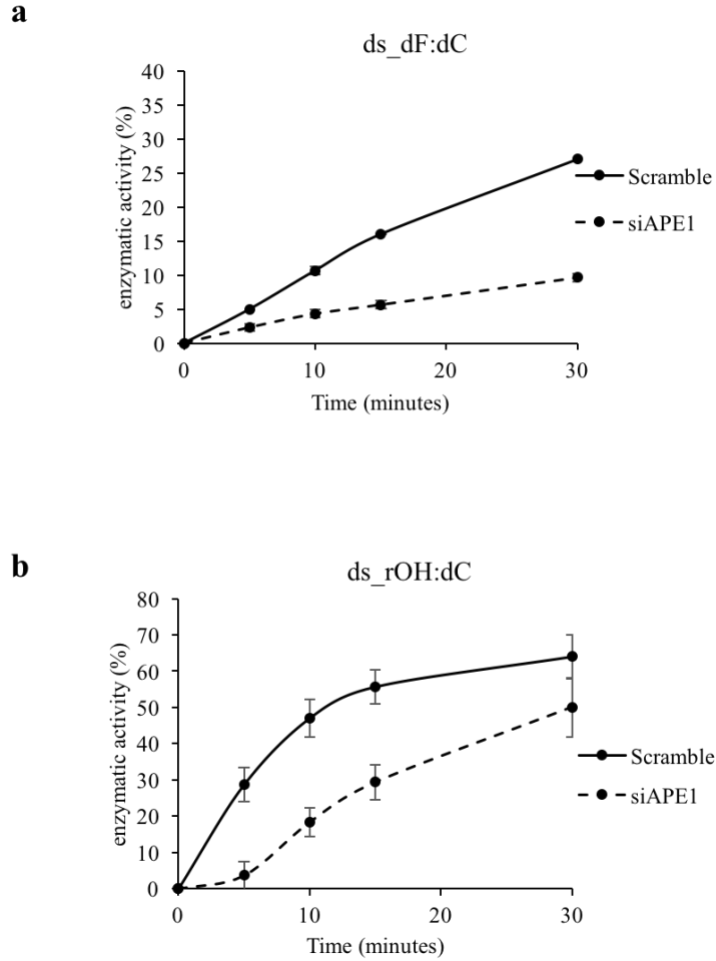 a
ds_dF:dC
40
35
30
25
20
15
10
5
0
enzymatic activity (%)
0 10 20 30
Time (minutes)
Scramble
siAPE1
b
ds_rOH:dC
80
70
60
50
40
30
20
10
0
enzymatic activity (%)
0 10 20 30
Time (minutes)
Scramble
siAPE1